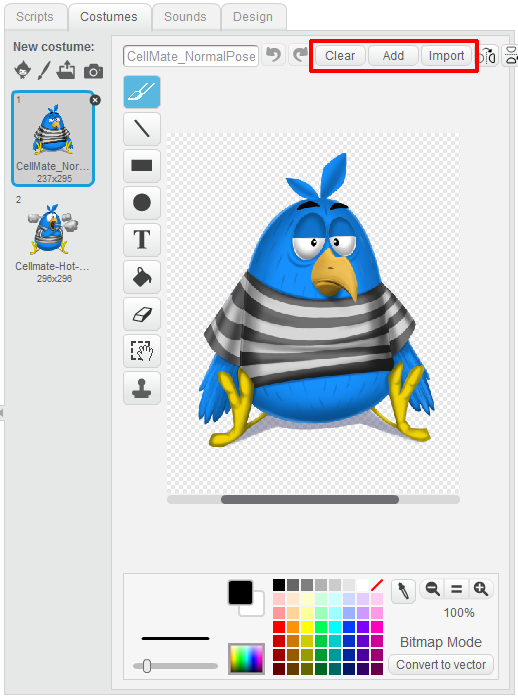 Scripts Costumes Sounds Design
New costume:
CellMate_NormalPose Clear Add Import
1
CellMate_Nor...
237x295
2
Cellmate-Hot-...
296x296
T
100%
Bitmap Mode
Convert to vector